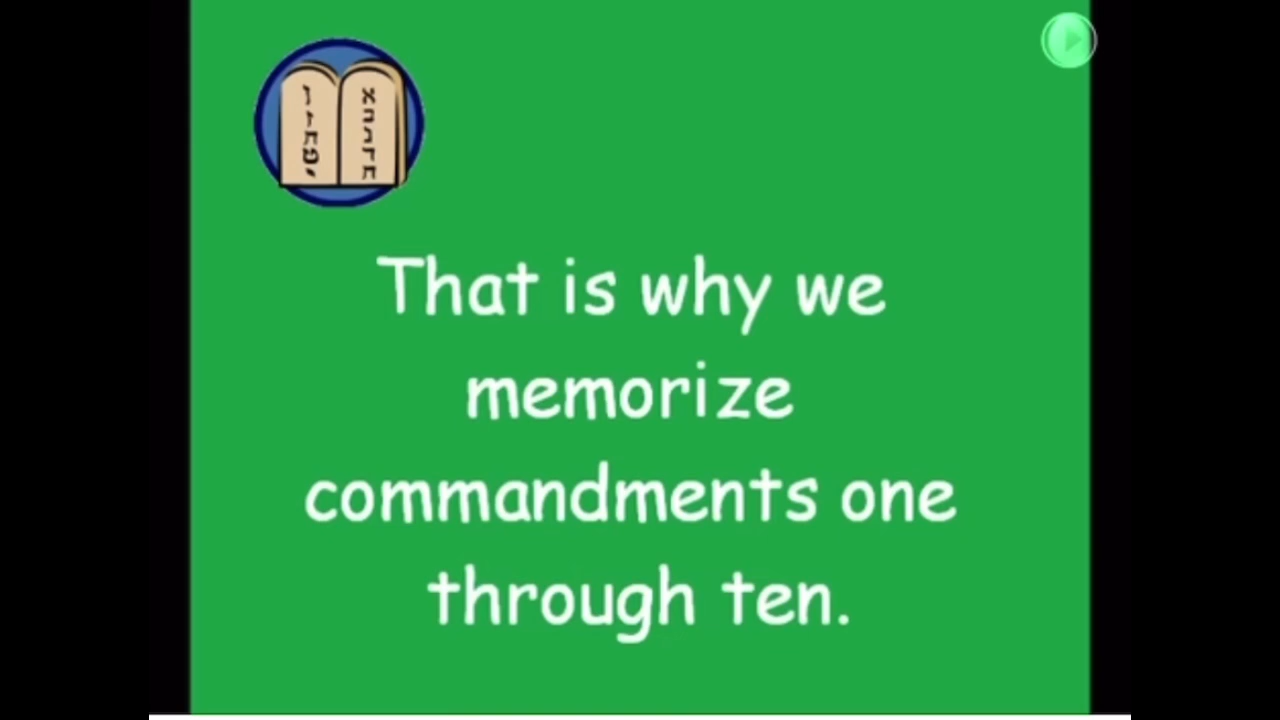 That is why we
memorize
commandments one
through ten.